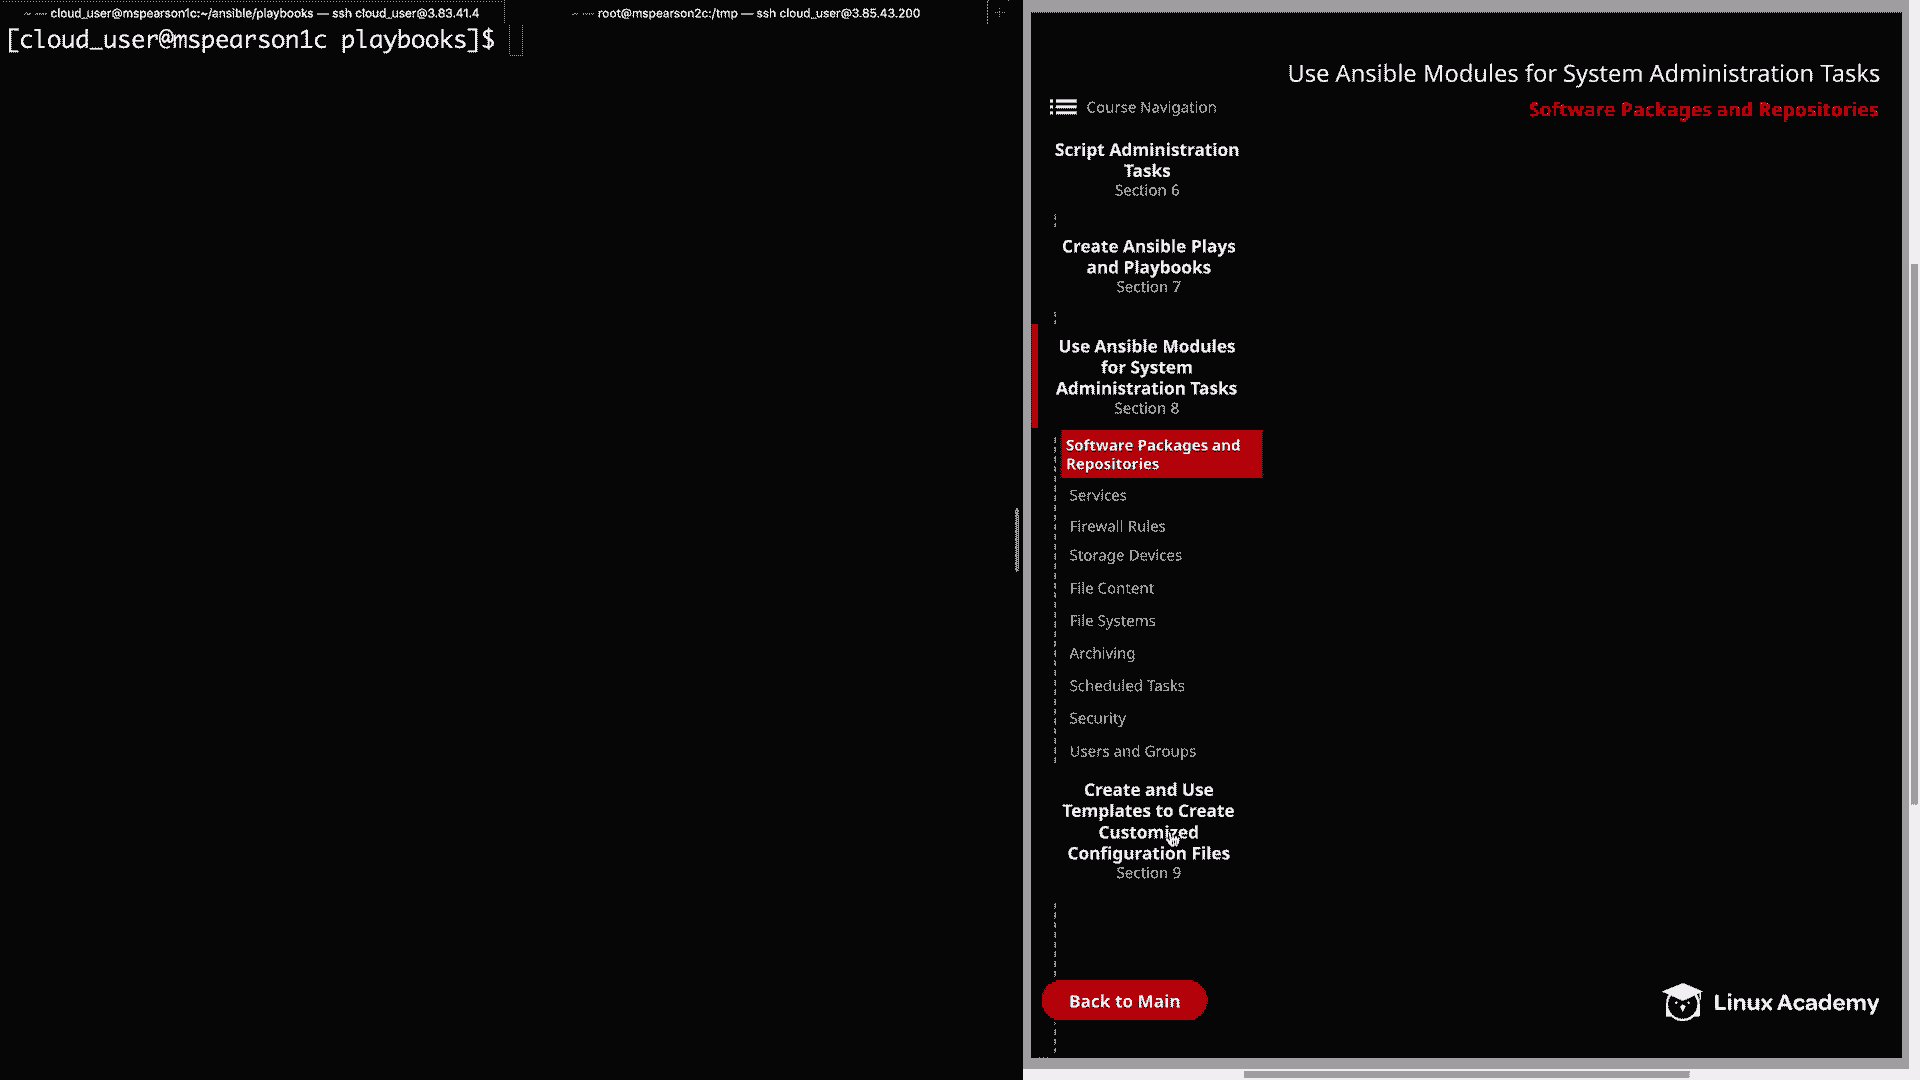 cloud_user@mspearson1c:~/ansible/playbooks — ssh cloud_user@3.83.41.4
root@mspearson2c:/tmp — ssh cloud_user@3.85.43.200
[cloud_user@mspearson1c playbooks]$
Use Ansible Modules for System Administration Tasks
Software Packages and Repositories
Course Navigation
Script Administration
Tasks
Section 6
Create Ansible Plays
and Playbooks
Section 7
Use Ansible Modules
for System
Administration Tasks
Section 8
Software Packages and
Repositories
Services
Firewall Rules
Storage Devices
File Content
File Systems
Archiving
Scheduled Tasks
Security
Users and Groups
Create and Use
Templates to Create
Customized
Configuration Files
Section 9
Back to Main
Linux Academy